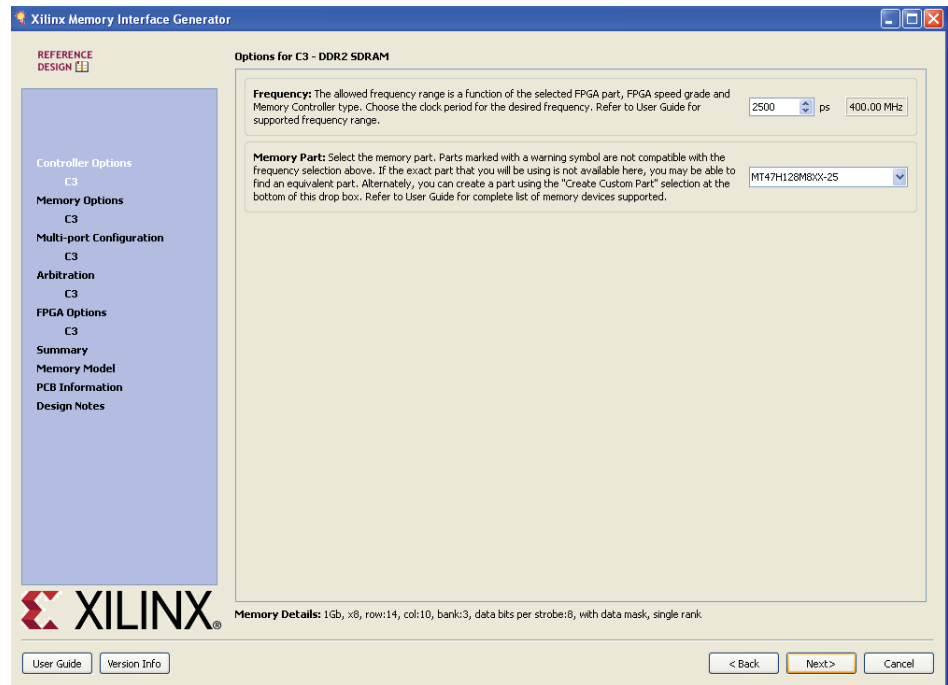 Xilinx Memory Interface Generator
REFERENCE
DESIGN
Options for C3 - DDR2 SDRAM
Frequency: The allowed frequency range is a function of the selected FPGA part, FPGA speed grade and
Memory Controller type. Choose the clock period for the desired frequency. Refer to User Guide for
supported frequency range.
2500 ps 400.00 MHz
Memory Part: Select the memory part. Parts marked with a warning symbol are not compatible with the
frequency selection above. If the exact part that you will be using is not available here, you may be able to
find an equivalent part. Alternately, you can create a part using the "Create Custom Part" selection at the
bottom of this drop box. Refer to User Guide for complete list of memory devices supported.
MT47H128M8XX-25
Controller Options
C3
Memory Options
C3
Multi-port Configuration
C3
Arbitration
C3
FPGA Options
C3
Summary
Memory Model
PCB Information
Design Notes
XILINX®
Memory Details: 1Gb, x8, row:14, col:10, bank:3, data bits per strobe:8, with data mask, single rank
User Guide Version Info < Back Next> Cancel